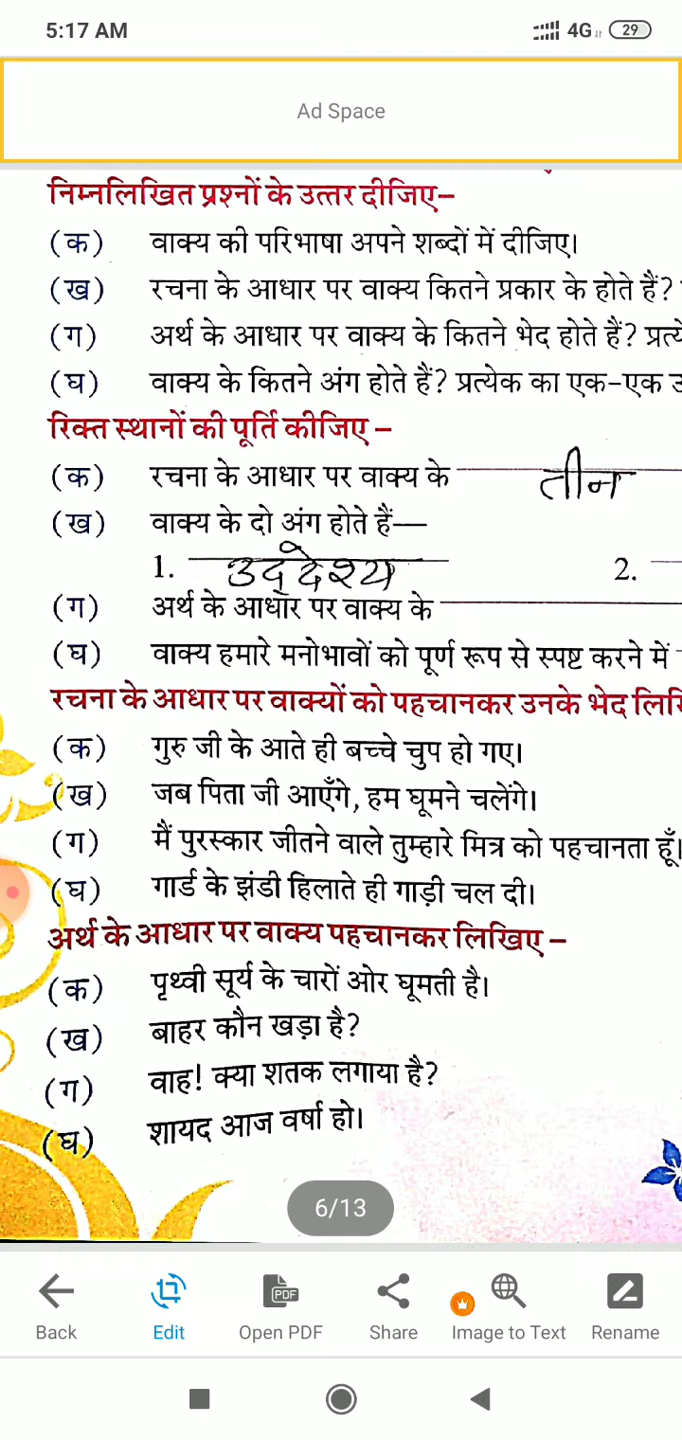 5:17 AM 4G 29
Ad Space
निम्नलिखित प्रश्नों के उत्तर दीजिए–
(क) वाक्य की परिभाषा अपने शब्दों में दीजिए।
(ख) रचना के आधार पर वाक्य कितने प्रकार के होते हैं?
(ग) अर्थ के आधार पर वाक्य के कितने भेद होते हैं? प्रत्ये
(घ) वाक्य के कितने अंग होते हैं? प्रत्येक का एक-एक
रिक्त स्थानों की पूर्ति कीजिए –
(क) रचना के आधार पर वाक्य के तीन
(ख) वाक्य के दो अंग होते हैं—
1. उद्देश्य 2.
(ग) अर्थ के आधार पर वाक्य के
(घ) वाक्य हमारे मनोभावों को पूर्ण रूप से स्पष्ट करने में
रचना के आधार पर वाक्यों को पहचानकर उनके भेद लि
(क) गुरु जी के आते ही बच्चे चुप हो गए।
(ख) जब पिता जी आएँगे, हम घूमने चलेंगे।
(ग) मैं पुरस्कार जीतने वाले तुम्हारे मित्र को पहचानता हूँ।
(घ) गार्ड के झंडी हिलाते ही गाड़ी चल दी।
अर्थ के आधार पर वाक्य पहचानकर लिखिए –
(क) पृथ्वी सूर्य के चारों ओर घूमती है।
(ख) बाहर कौन खड़ा है?
(ग) वाह! क्या शतक लगाया है?
(घ) शायद आज वर्षा हो।
6/13
PDF
Back Edit Open PDF Share Image to Text Rename